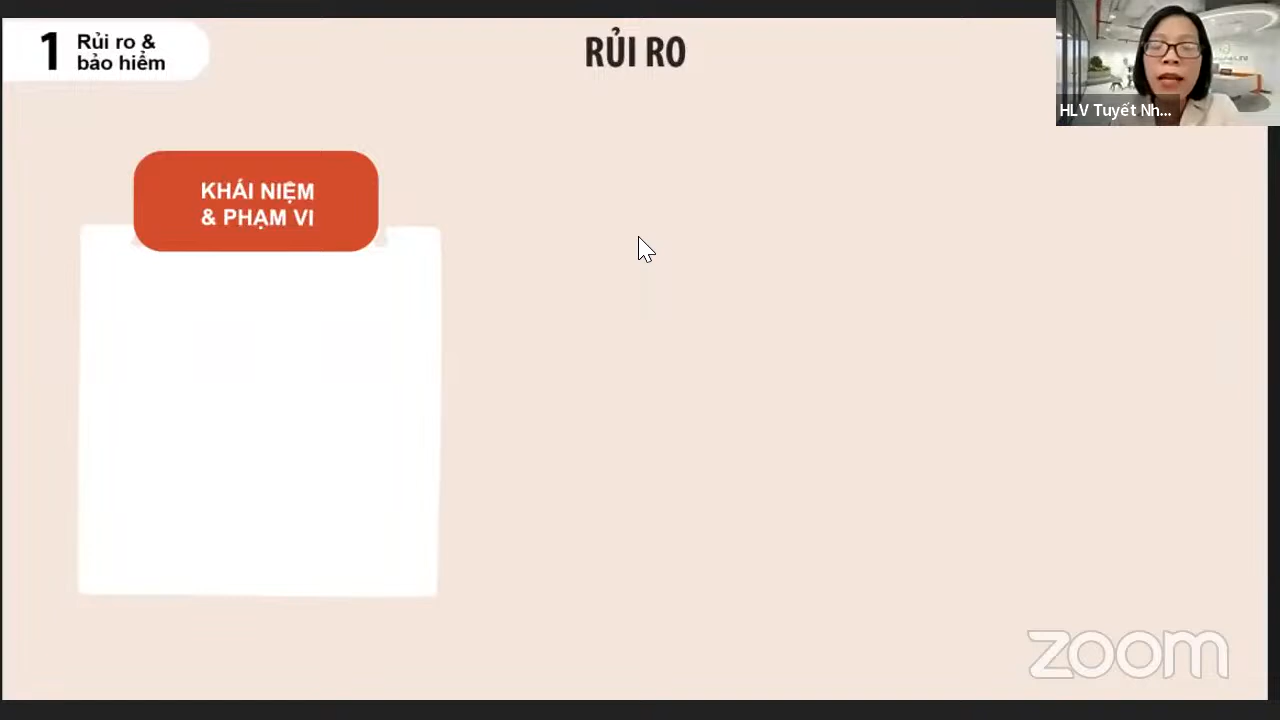 1
Rủi ro &
bảo hiểm
RỦI RO
HLV Tuyết Nh...
KHÁI NIỆM
& PHẠM VI
zoom